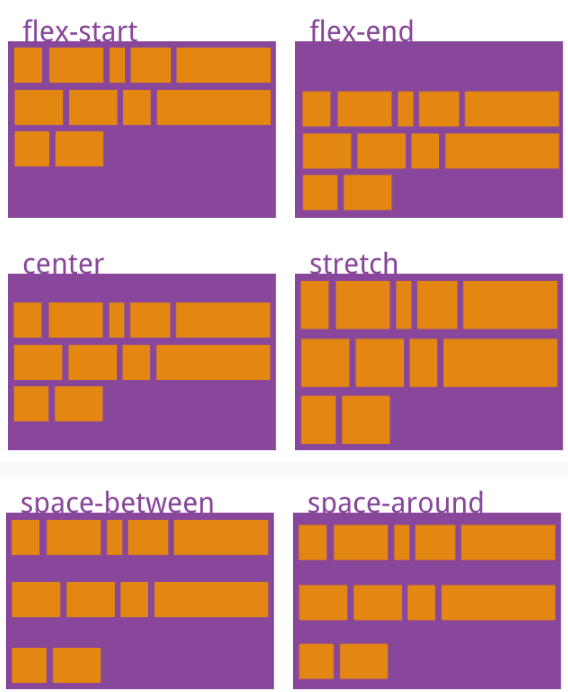 flex-start
flex-end
center
stretch
space-between
space-around